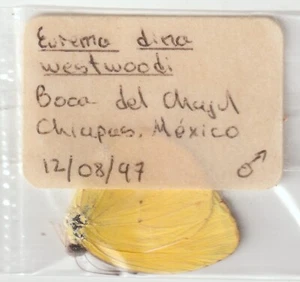 Eurema dina
westwoodi
Boca del Chajul
Chiapas, México
12/08/97 ♂